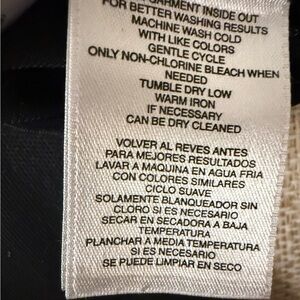 GARMENT INSIDE OUT
FOR BETTER WASHING RESULTS
MACHINE WASH COLD
WITH LIKE COLORS
GENTLE CYCLE
ONLY NON-CHLORINE BLEACH WHEN
NEEDED
TUMBLE DRY LOW
WARM IRON
IF NECESSARY
CAN BE DRY CLEANED
VOLVER AL REVES ANTES
PARA MEJORES RESULTADOS
LAVAR A MAQUINA EN AGUA FRIA
CON COLORES SIMILARES
CICLO SUAVE
SOLAMENTE BLANQUEADOR SIN
CLORO SI ES NECESARIO
SECAR EN SECADORA A BAJA
TEMPERATURA
PLANCHAR A MEDIA TEMPERATURA
SI ES NECESARIO
SE PUEDE LIMPIAR EN SECO